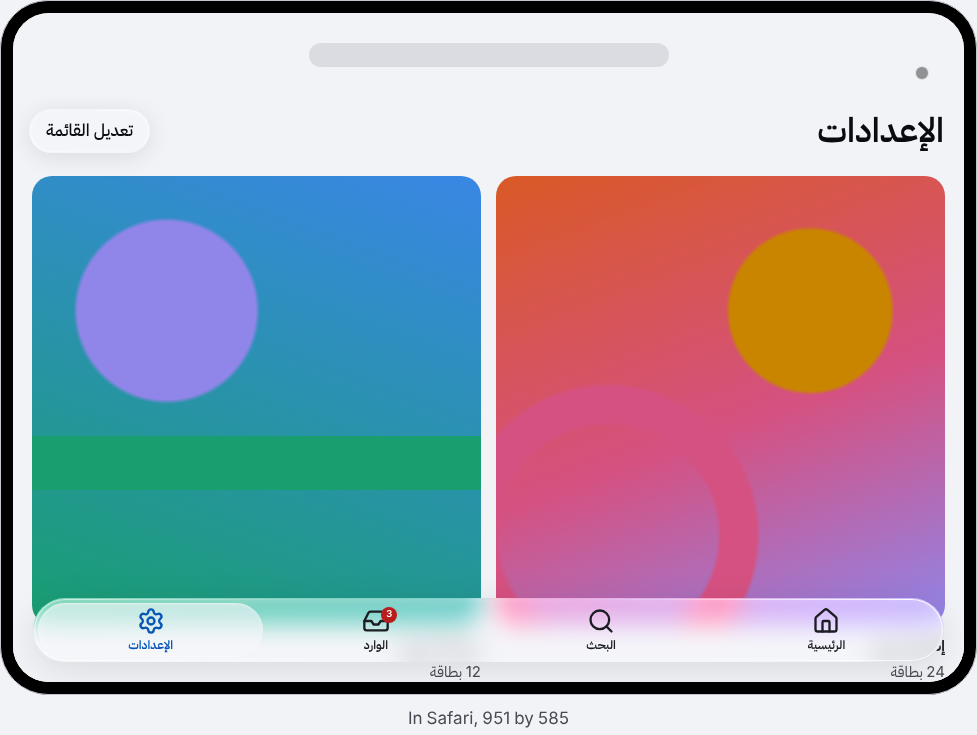 الإعدادات
تعديل القائمة
الرئيسية
البحث
3
الوارد
الإعدادات
24 بطاقة
12 بطاقة
In Safari, 951 by 585